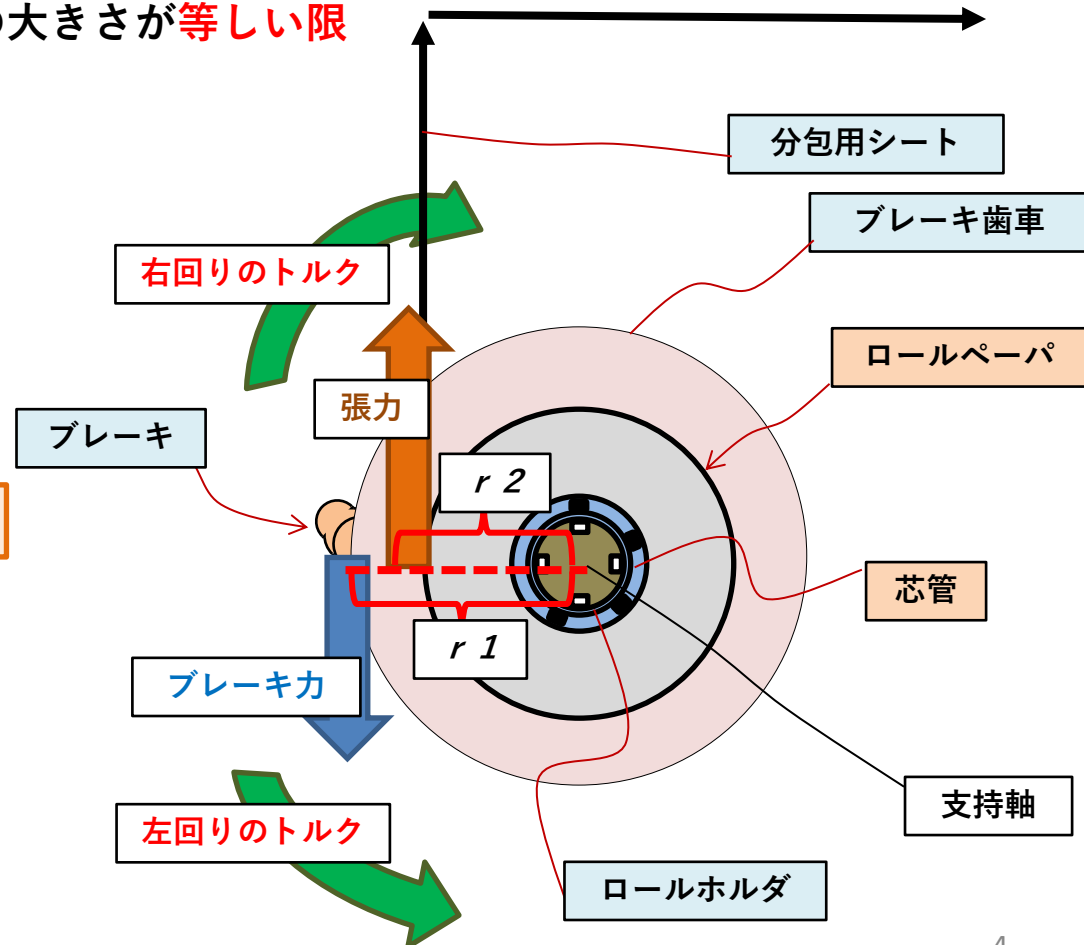 の大きさが等しい限
分包用シート
ブレーキ歯車
右回りのトルク
ロールペーパ
張力
ブレーキ
r 2
芯管
r 1
ブレーキ力
支持軸
左回りのトルク
ロールホルダ